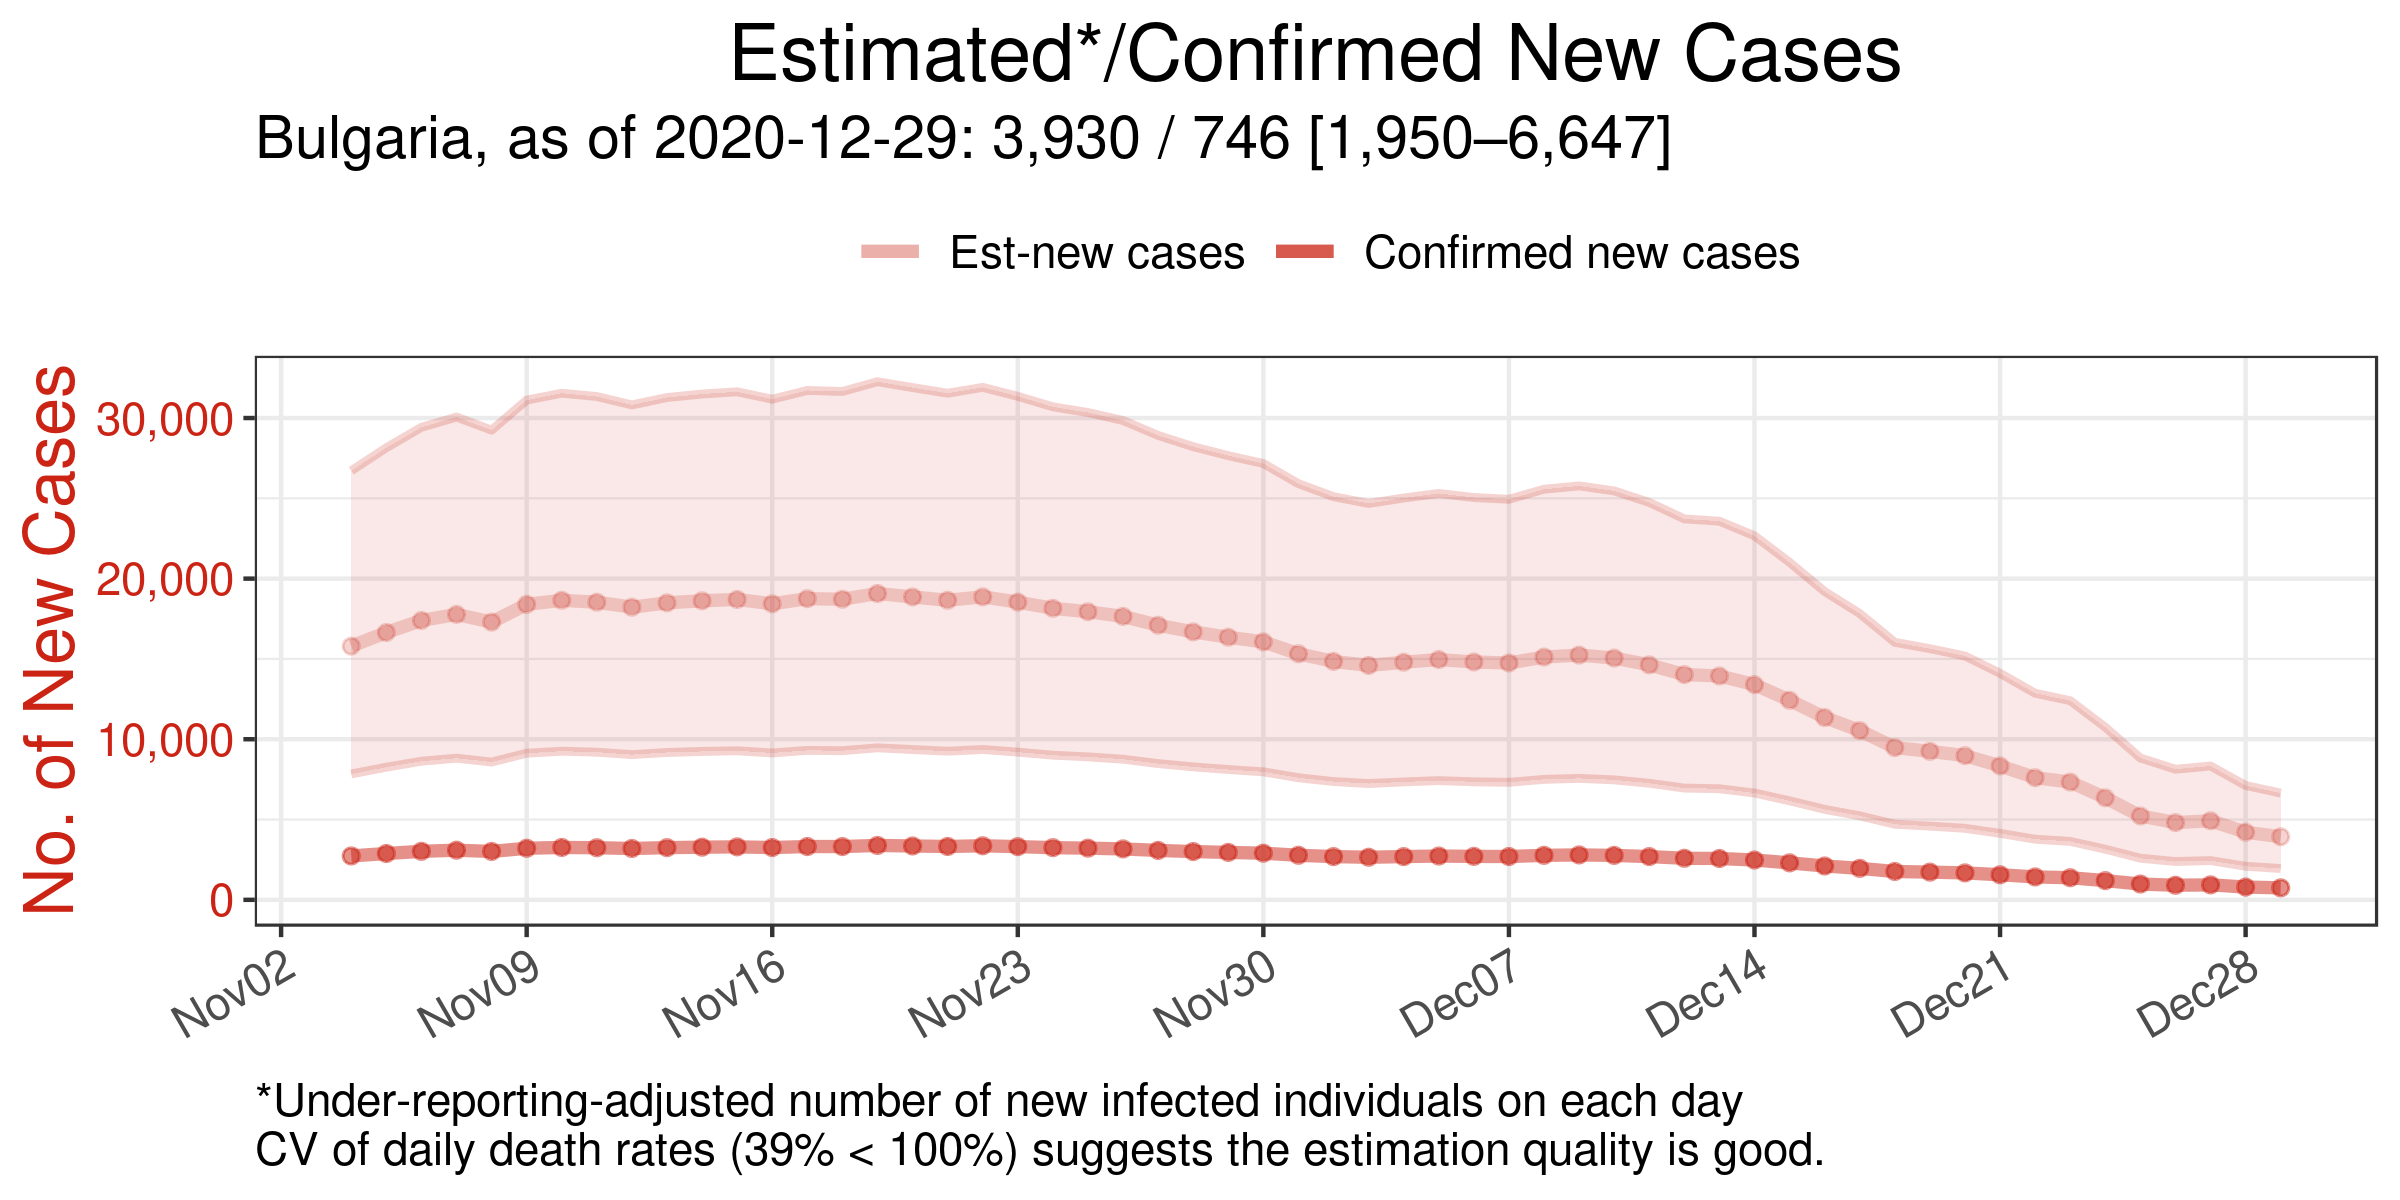 Estimated*/Confirmed New Cases
Bulgaria, as of 2020-12-29: 3,930 / 746 [1,950–6,647]
Est-new cases Confirmed new cases
No. of New Cases
30,000
20,000
10,000
0
Nov02 Nov09 Nov16 Nov23 Nov30 Dec07 Dec14 Dec21 Dec28
*Under-reporting-adjusted number of new infected individuals on each day
CV of daily death rates (39% < 100%) suggests the estimation quality is good.